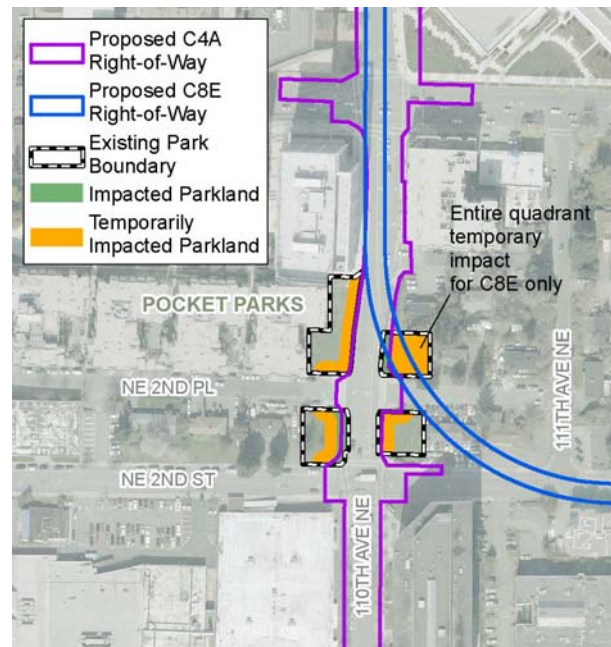 Proposed C4A
Right-of-Way
Proposed C8E
Right-of-Way
Existing Park
Boundary
Impacted Parkland
Temporarily
Impacted Parkland
Entire quadrant
temporary
impact
for C8E only
POCKET PARKS
NE 2ND PL
NE 2ND ST
110TH AVE NE
111TH AVE NE